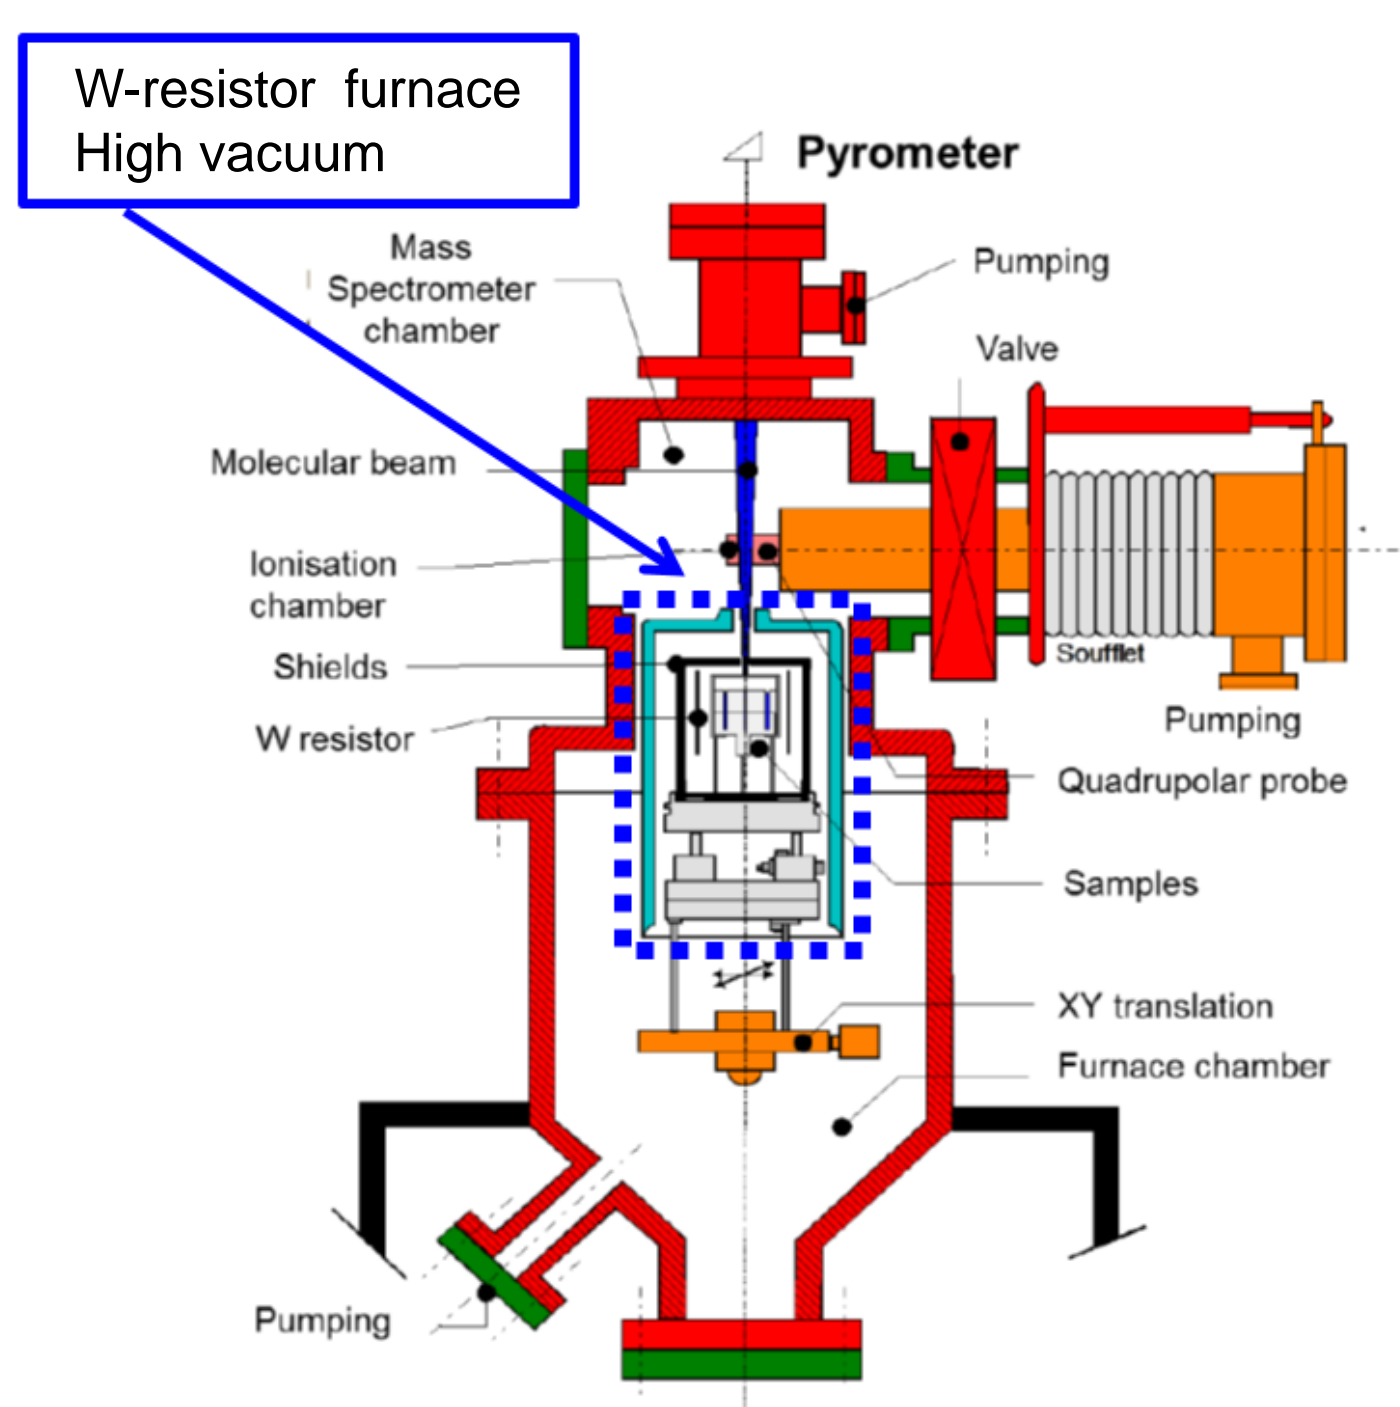 W-resistor furnace
High vacuum
Pyrometer
Mass
Spectrometer
chamber
Pumping
Valve
Molecular beam
Ionisation
chamber
Shields
Soufflet
W resistor
Pumping
Quadrupolar probe
Samples
XY translation
Furnace chamber
Pumping